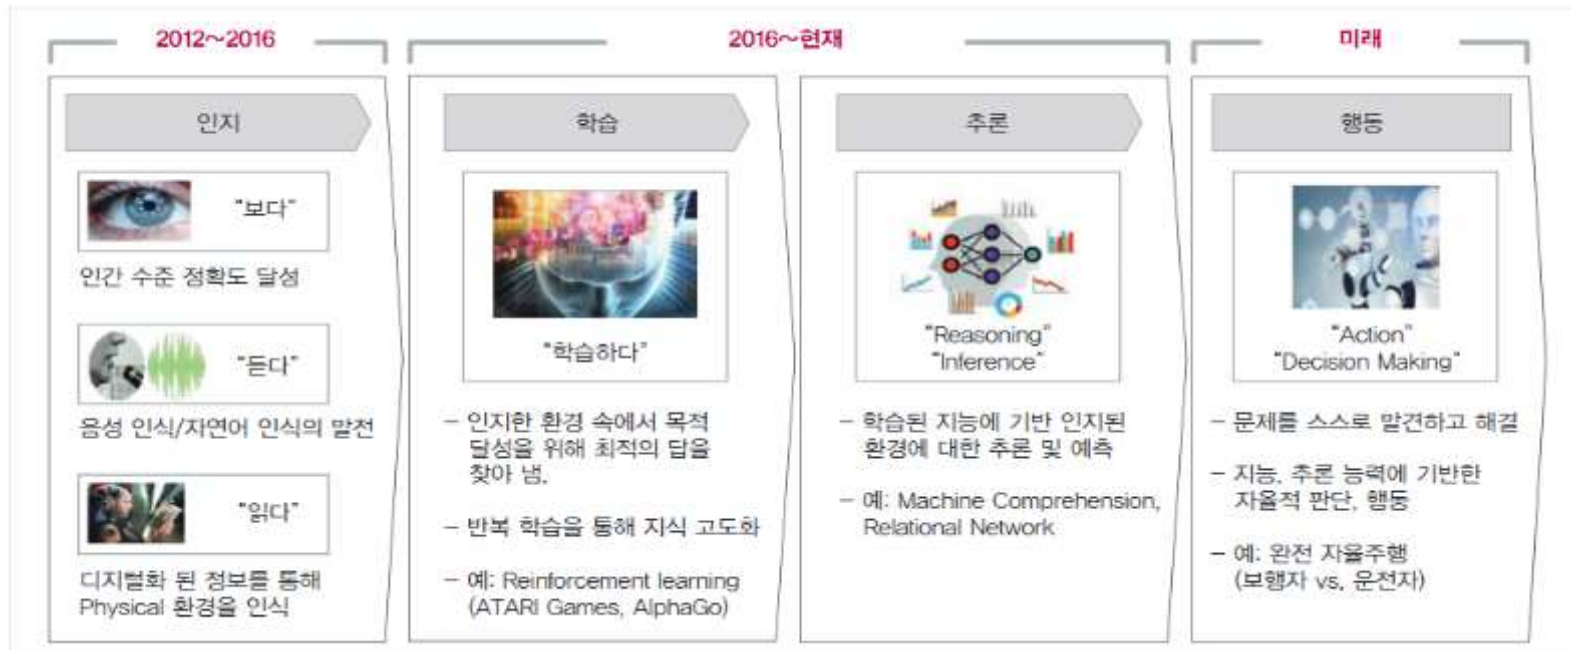 2012~2016
인지
"보다"
인간 수준 정확도 달성
"듣다"
음성 인식/자연어 인식의 발전
"읽다"
디지털화 된 정보를 통해
Physical 환경을 인식
2016~현재
학습
"학습하다"
- 인지한 환경 속에서 목적
달성을 위해 최적의 답을
찾아 냄.
- 반복 학습을 통해 지식 고도화
- 예: Reinforcement learning
(ATARI Games, AlphaGo)
추론
"Reasoning"
"Inference"
- 학습된 지능에 기반 인지된
환경에 대한 추론 및 예측
- 예: Machine Comprehension,
Relational Network
미래
행동
"Action"
"Decision Making"
- 문제를 스스로 발견하고 해결
- 지능, 추론 능력에 기반한
자율적 판단, 행동
- 예: 완전 자율주행
(보행자 vs. 운전자)